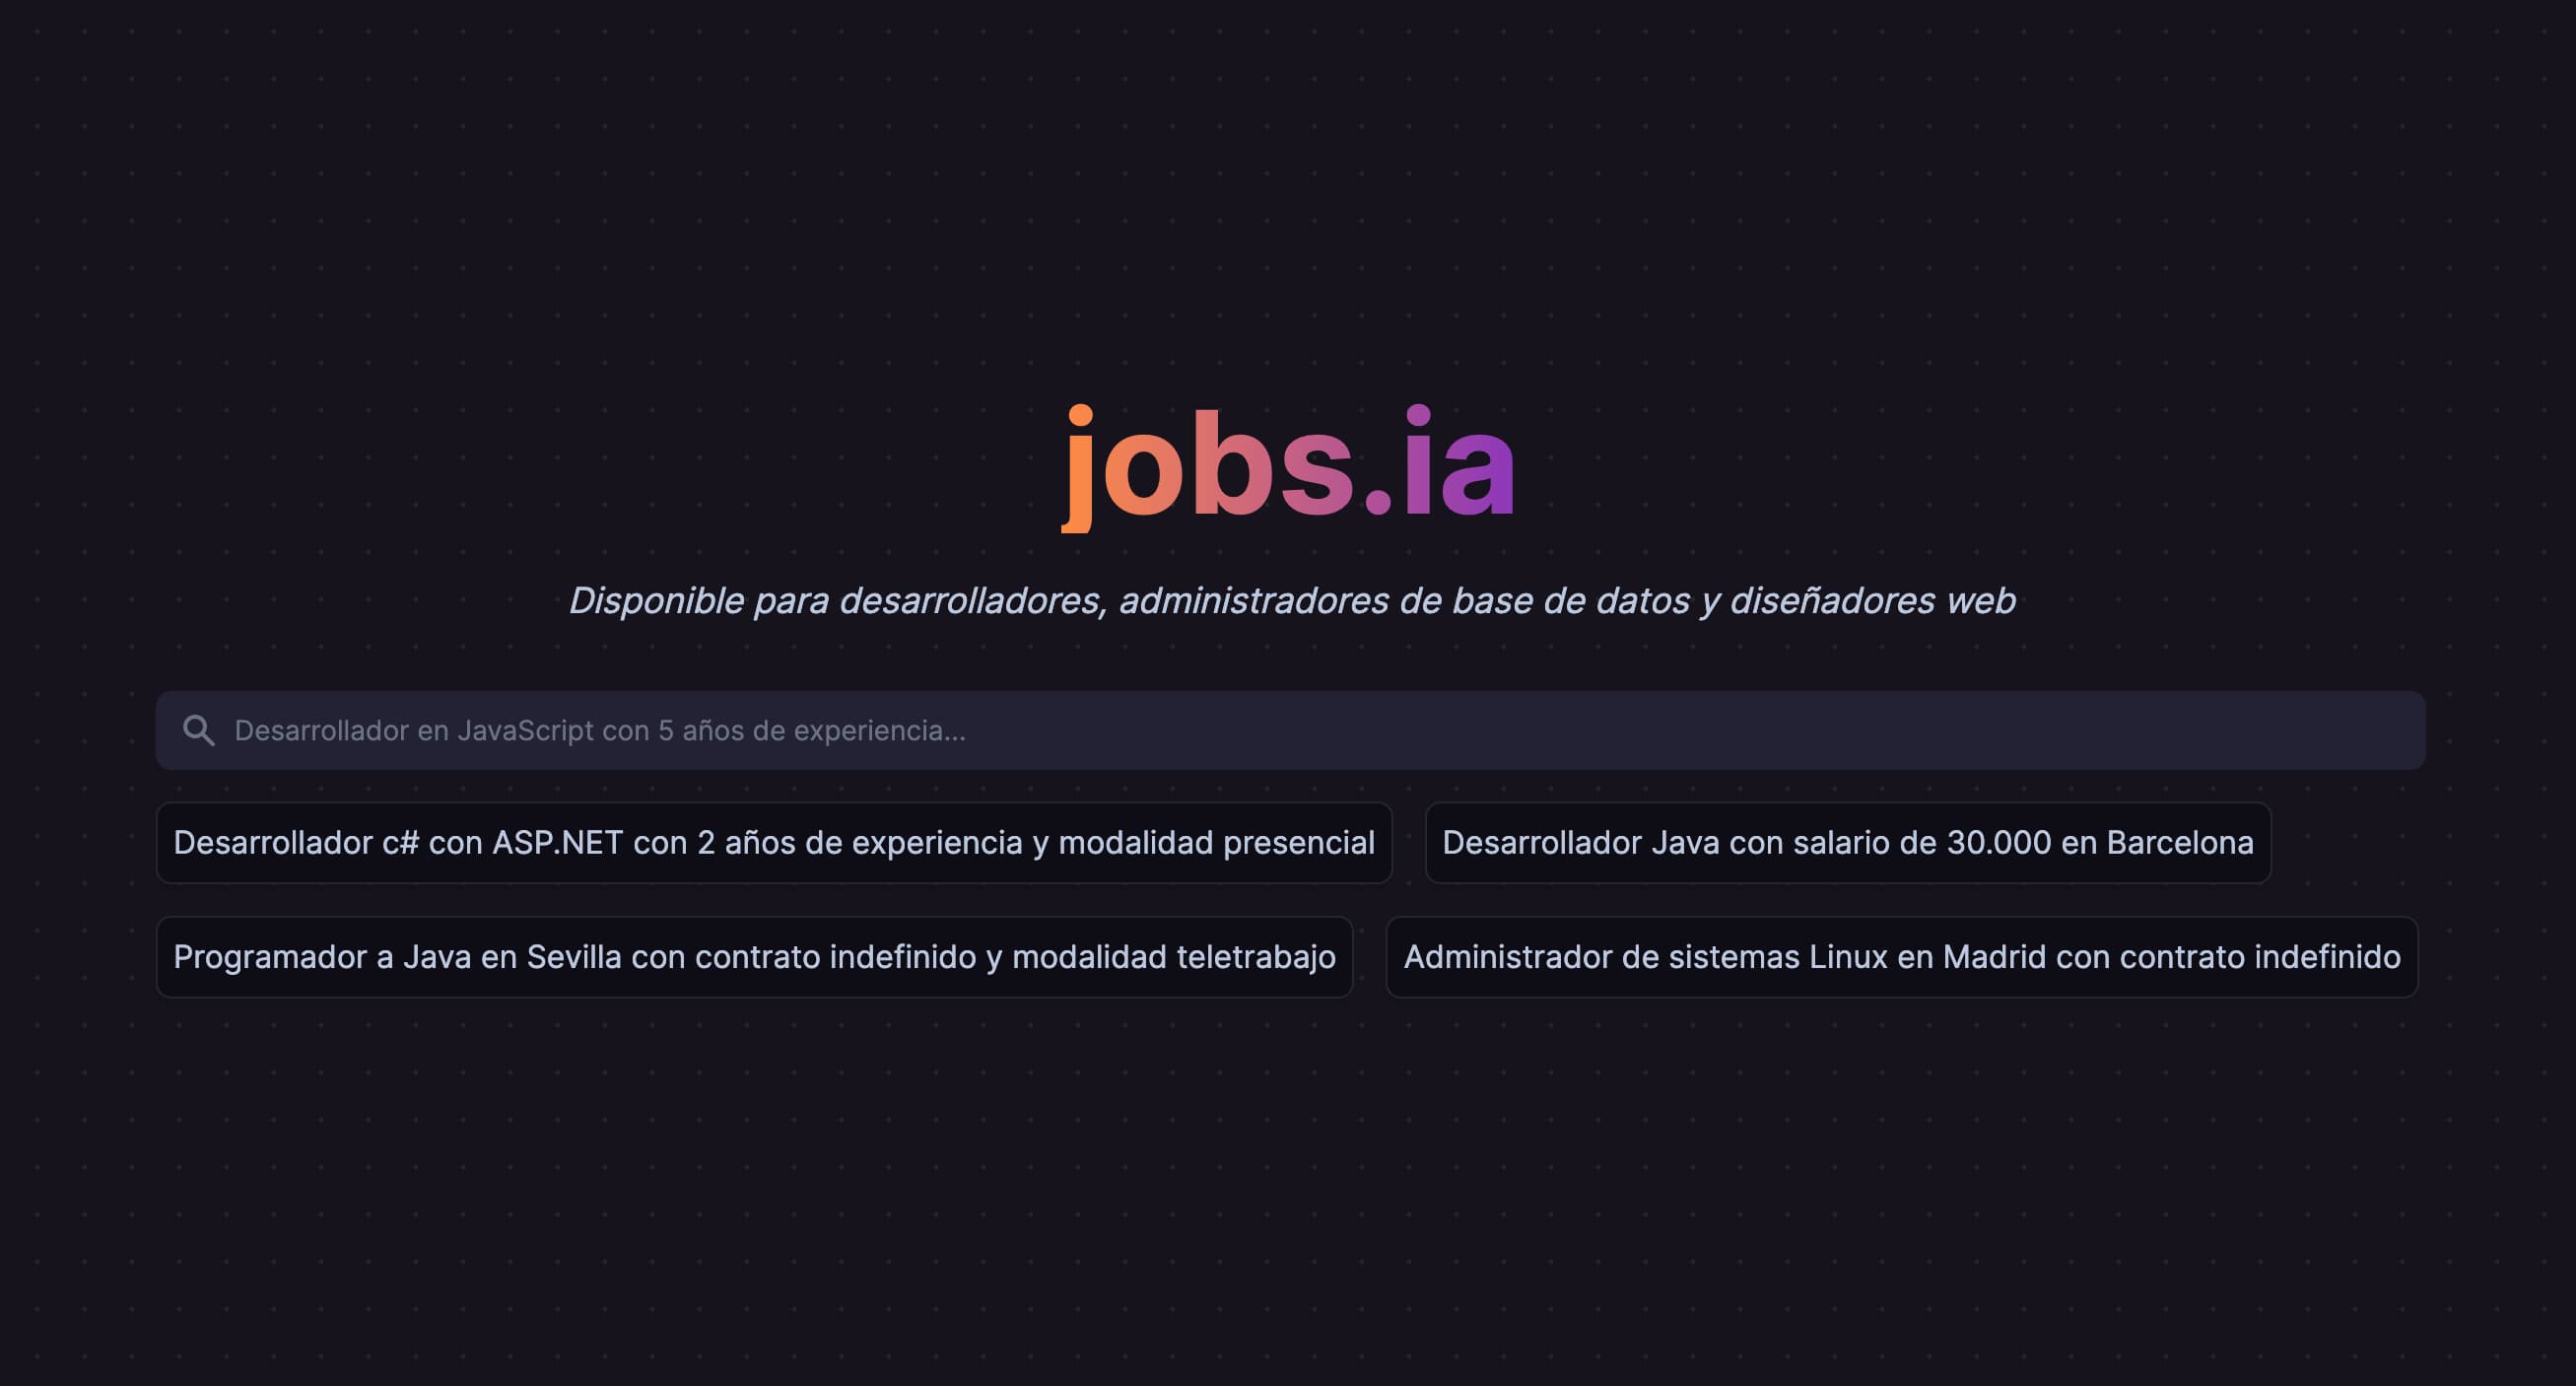 jobs.ia
Disponible para desarrolladores, administradores de base de datos y diseñadores web
Desarrollador en JavaScript con 5 años de experiencia...
Desarrollador c# con ASP.NET con 2 años de experiencia y modalidad presencial
Desarrollador Java con salario de 30.000 en Barcelona
Programador a Java en Sevilla con contrato indefinido y modalidad teletrabajo
Administrador de sistemas Linux en Madrid con contrato indefinido